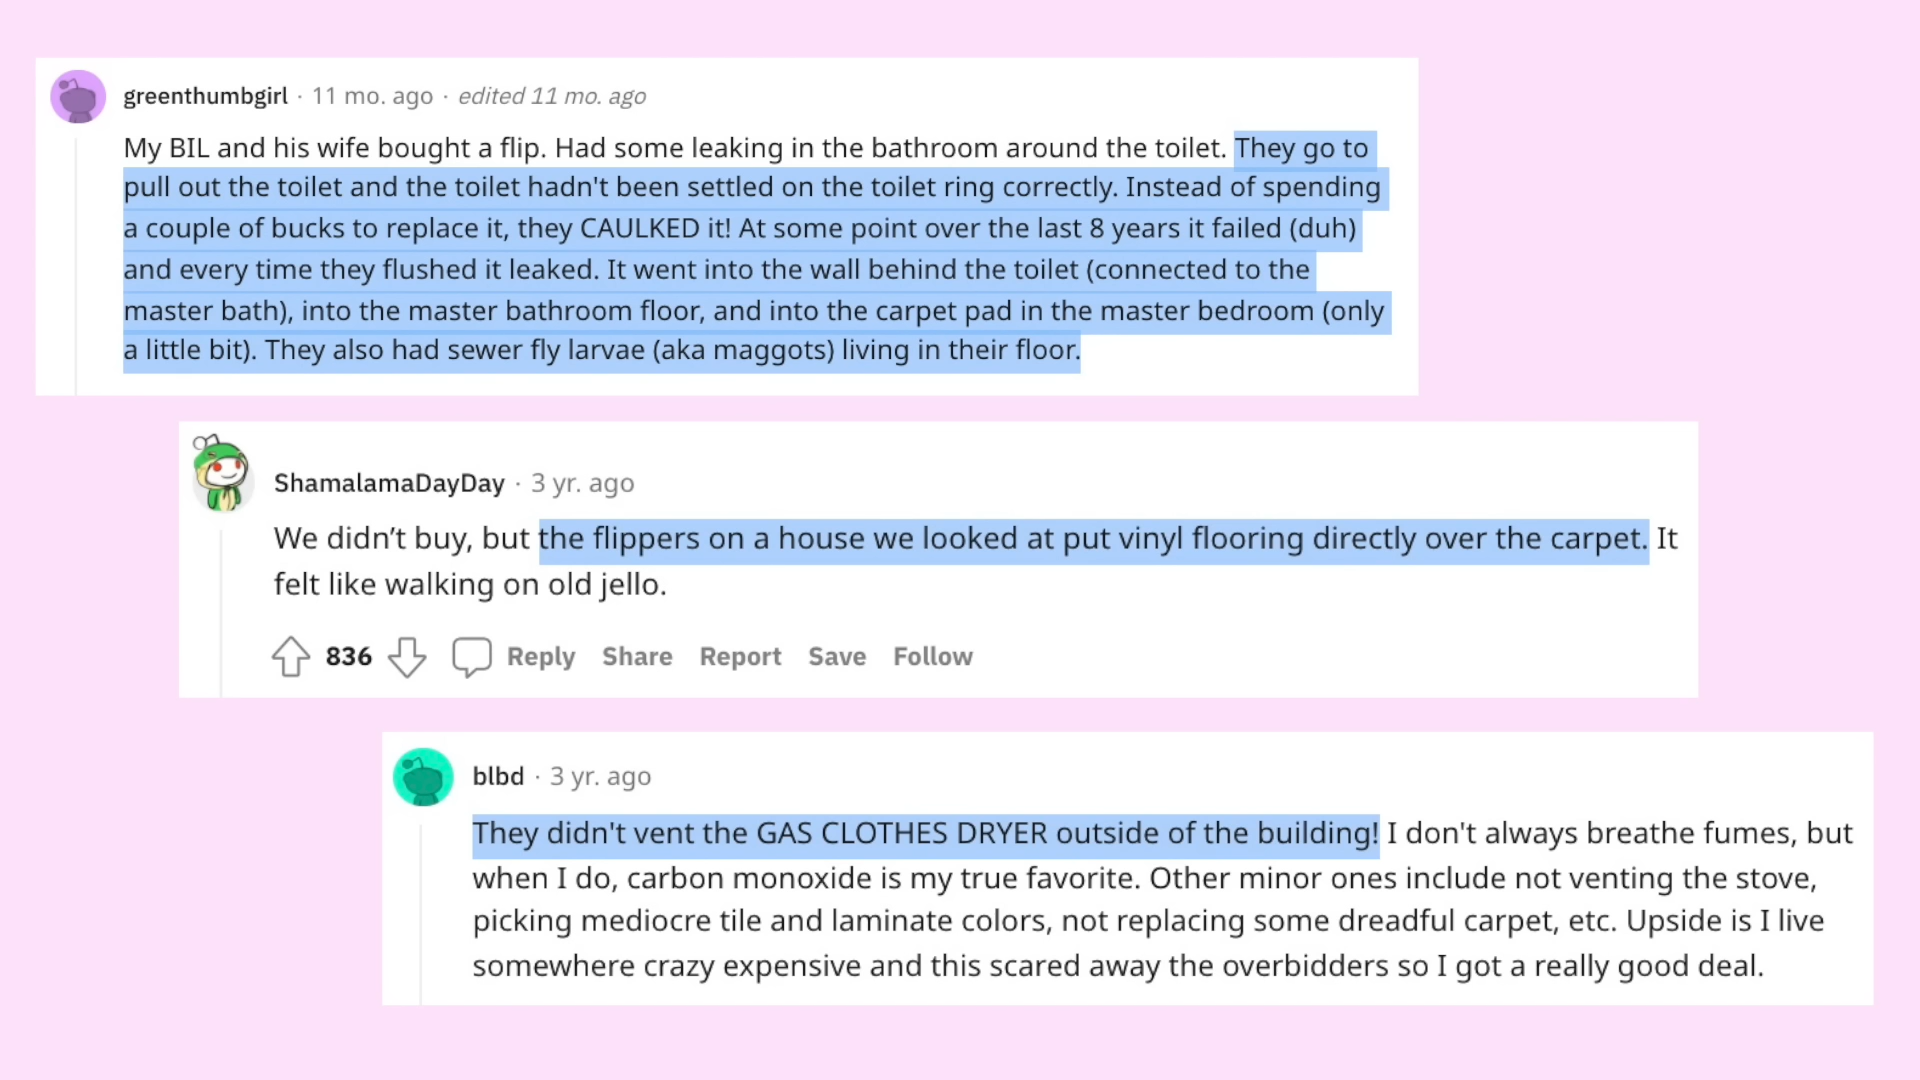 greenthumbgirl · 11 mo. ago · edited 11 mo. ago
My BIL and his wife bought a flip. Had some leaking in the bathroom around the toilet. They go to
pull out the toilet and the toilet hadn't been settled on the toilet ring correctly. Instead of spending
a couple of bucks to replace it, they CAULKED it! At some point over the last 8 years it failed (duh)
and every time they flushed it leaked. It went into the wall behind the toilet (connected to the
master bath), into the master bathroom floor, and into the carpet pad in the master bedroom (only
a little bit). They also had sewer fly larvae (aka maggots) living in their floor.
ShamalamaDayDay · 3 yr. ago
We didn’t buy, but the flippers on a house we looked at put vinyl flooring directly over the carpet. It
felt like walking on old jello.
836 Reply Share Report Save Follow
blbd · 3 yr. ago
They didn't vent the GAS CLOTHES DRYER outside of the building! I don't always breathe fumes, but
when I do, carbon monoxide is my true favorite. Other minor ones include not venting the stove,
picking mediocre tile and laminate colors, not replacing some dreadful carpet, etc. Upside is I live
somewhere crazy expensive and this scared away the overbidders so I got a really good deal.